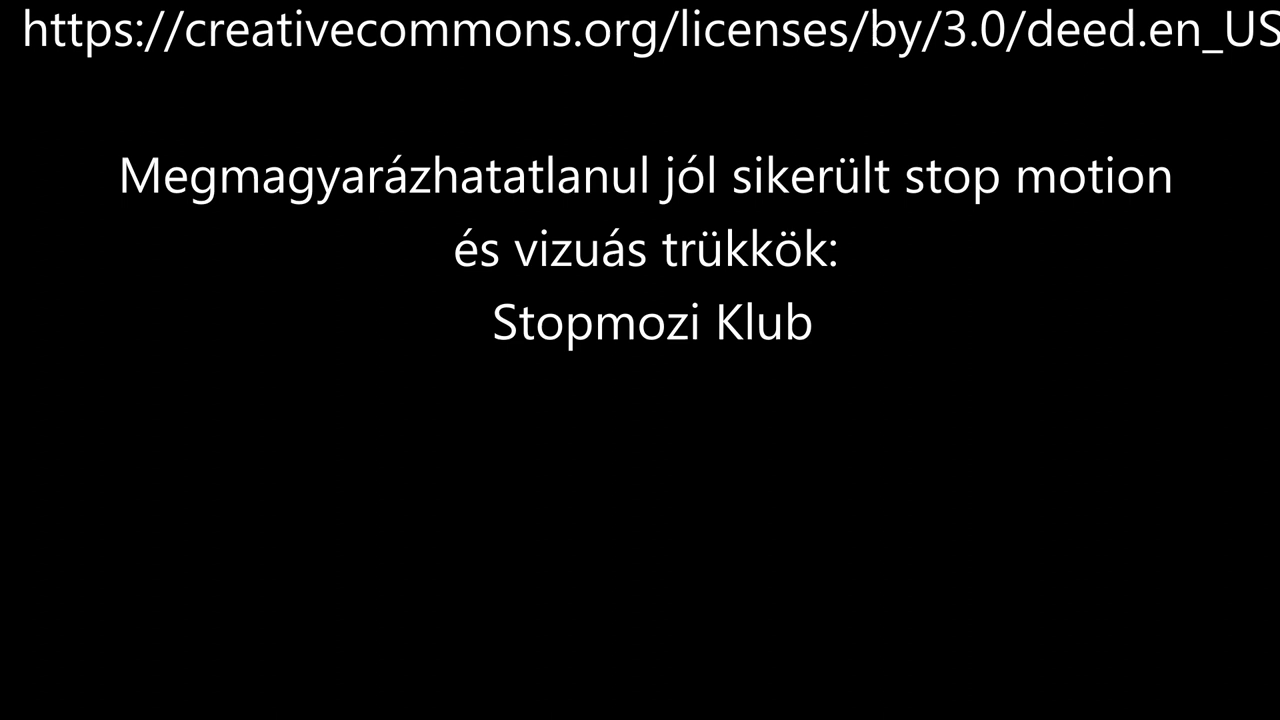 https://creativecommons.org/licenses/by/3.0/deed.en_US
Megmagyarázhatatlanul jól sikerült stop motion
és vizuás trükkök:
Stopmozi Klub